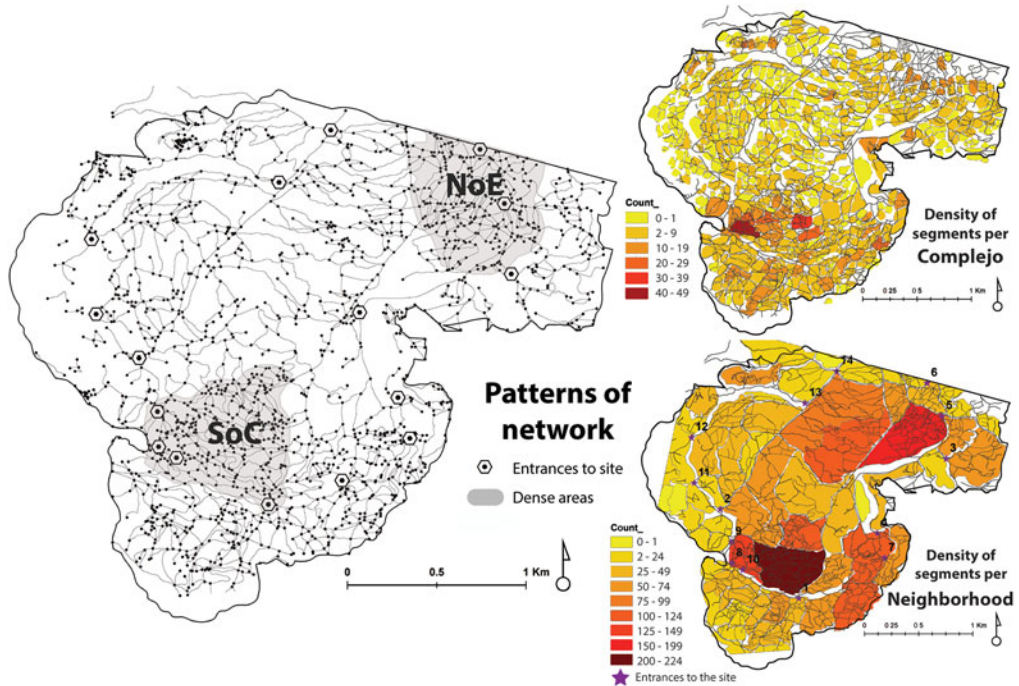 NoE
SoC
Patterns of
network
Entrances to site
Dense areas
0 0.5 1 Km
Count_
0 - 1
2 - 9
10 - 19
20 - 29
30 - 39
40 - 49
Density of
segments per
Complejo
0 0 25 0 5 1 Km
14
6
13
5
12
3
11
2
9
7
8
10
1
Count_
0 - 1
2 - 24
25 - 49
50 - 74
75 - 99
100 - 124
125 - 149
150 - 199
200 - 224
Entrances to the site
Density of
segments per
Neighborhood
0 0 25 0 5 1 Km